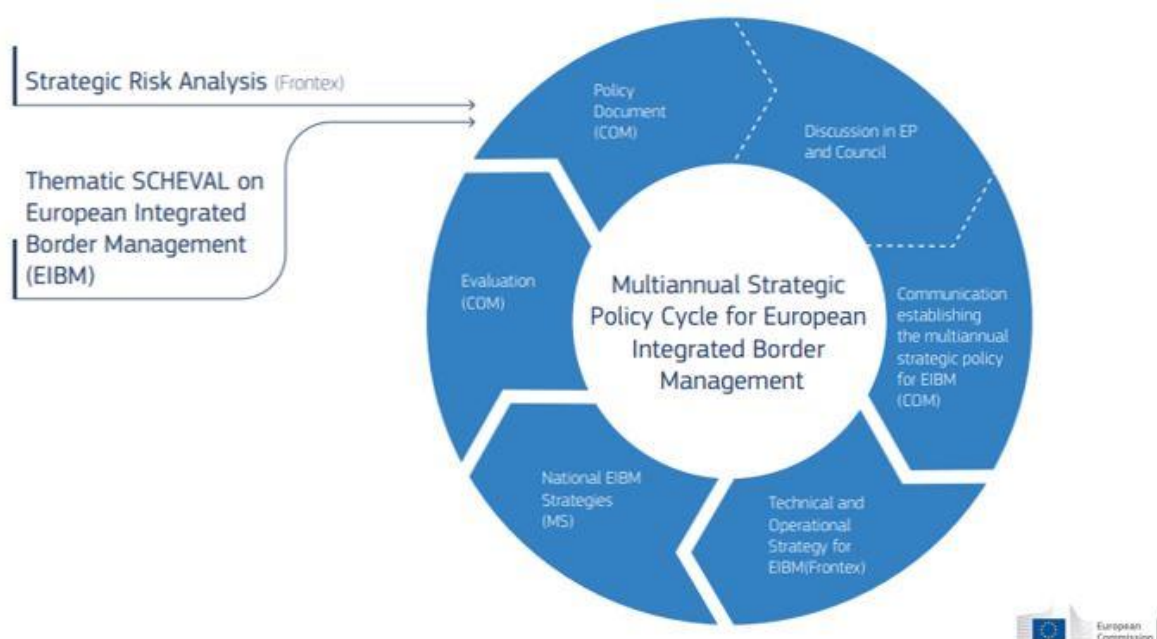 Strategic Risk Analysis (Frontex)
Thematic SCHEVAL on
European Integrated
Border Management
(EIBM)
Policy
Document
(COM)
Discussion in EP
and Council
Communication
establishing
the multiannual
strategic policy
for EIBM
(COM)
Technical and
Operational
Strategy for
EIBM(Frontex)
National EIBM
Strategies
(MS)
Evaluation
(COM)
Multiannual Strategic
Policy Cycle for European
Integrated Border
Management
European
Commission